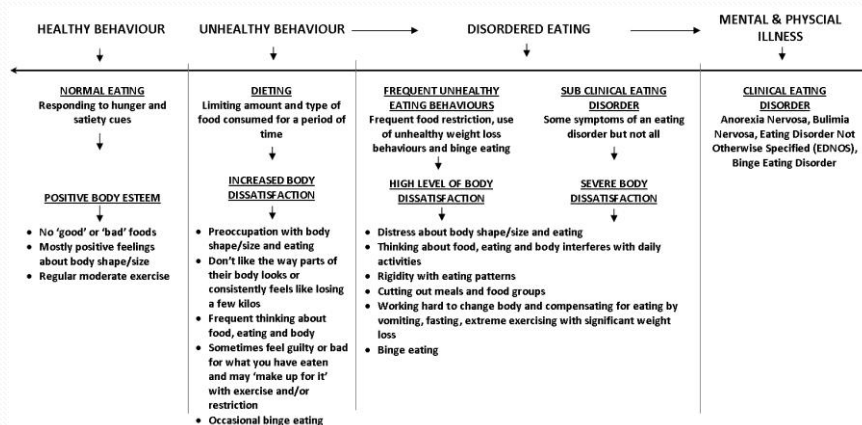 HEALTHY BEHAVIOUR
UNHEALTHY BEHAVIOUR
DISORDERED EATING
MENTAL & PHYSCIAL
ILLNESS
NORMAL EATING
Responding to hunger and
satiety cues
POSITIVE BODY ESTEEM
• No ‘good’ or ‘bad’ foods
• Mostly positive feelings
about body shape/size
• Regular moderate exercise
DIETING
Limiting amount and type of
food consumed for a period of
time
INCREASED BODY
DISSATISFACTION
• Preoccupation with body
shape/size and eating
• Don’t like the way parts of
their body looks or
consistently feels like losing
a few kilos
• Frequent thinking about
food, eating and body
• Sometimes feel guilty or bad
for what you have eaten
and may ‘make up for it’
with exercise and/or
restriction
• Occasional binge eating
FREQUENT UNHEALTHY
EATING BEHAVIOURS
Frequent food restriction, use
of unhealthy weight loss
behaviours and binge eating
HIGH LEVEL OF BODY
DISSATISFACTION
SUB CLINICAL EATING
DISORDER
Some symptoms of an eating
disorder but not all
SEVERE BODY
DISSATISFACTION
• Distress about body shape/size and eating
• Thinking about food, eating and body interferes with daily
activities
• Rigidity with eating patterns
• Cutting out meals and food groups
• Working hard to change body and compensating for eating by
vomiting, fasting, extreme exercising with significant weight
loss
• Binge eating
CLINICAL EATING
DISORDER
Anorexia Nervosa, Bulimia
Nervosa, Eating Disorder Not
Otherwise Specified (EDNOS),
Binge Eating Disorder